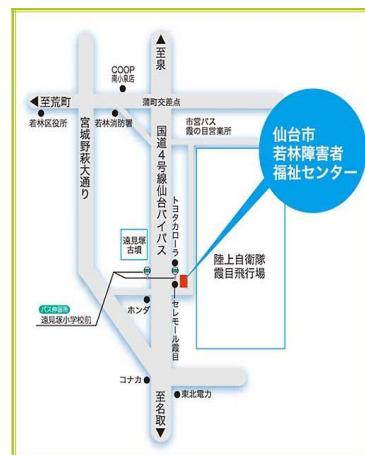 至泉
COOP
南小泉店
至荒町
蒲町交差点
若林区役所
若林消防署
市営バス
霞の目営業所
宮城野萩大通り
国道4号線仙台バイパス
仙台市
若林障害者
福祉センター
トヨタカローラ
遠見塚
古墳
陸上自衛隊
霞目飛行場
バス停留所
遠見塚小学校前
ホンダ
セレモール霞目
コナカ
東北電力
至名取